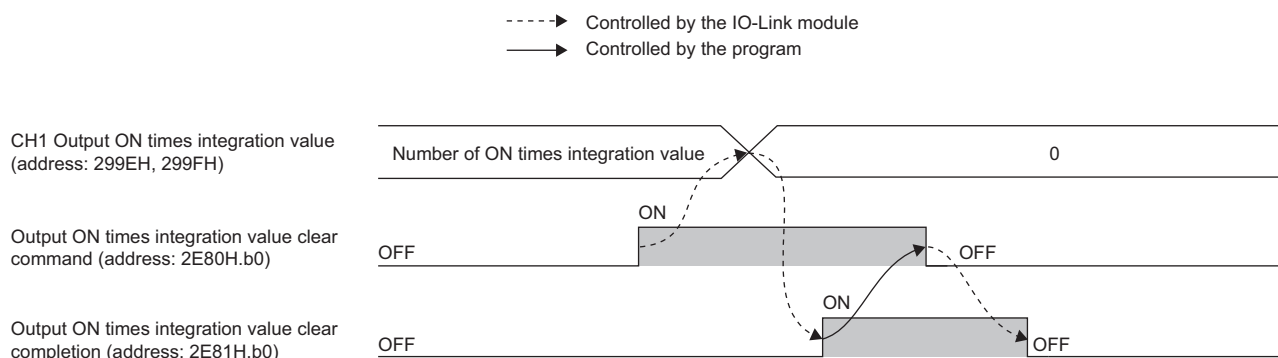 Controlled by the IO-Link module
Controlled by the program
CH1 Output ON times integration value
(address: 299EH, 299FH)
Number of ON times integration value
0
ON
Output ON times integration value clear
command (address: 2E80H.b0)
OFF
OFF
ON
Output ON times integration value clear
completion (address: 2E81H.b0)
OFF
OFF